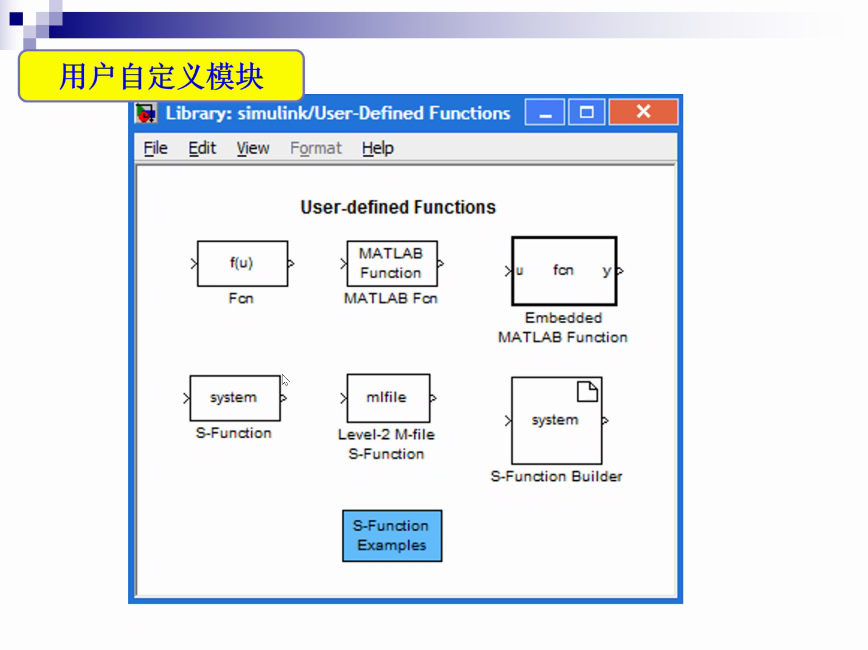 用户自定义模块
Library: simulink/User-Defined Functions
File Edit View Format Help
User-defined Functions
f(u)
Fcn
MATLAB
Function
MATLAB Fcn
u fcn y
Embedded
MATLAB Function
system
S-Function
mlfile
Level-2 M-file
S-Function
system
S-Function Builder
S-Function
Examples